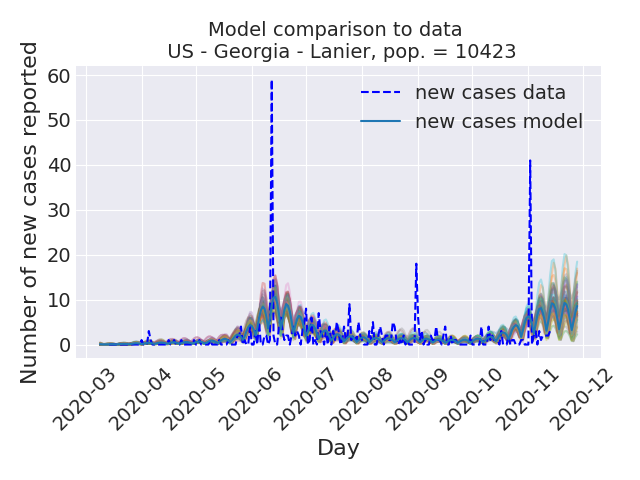 Model comparison to data
US - Georgia - Lanier, pop. = 10423
Number of new cases reported
60
50
40
30
20
10
0
new cases data
new cases model
2020-03
2020-04
2020-05
2020-06
2020-07
2020-08
2020-09
2020-10
2020-11
2020-12
Day